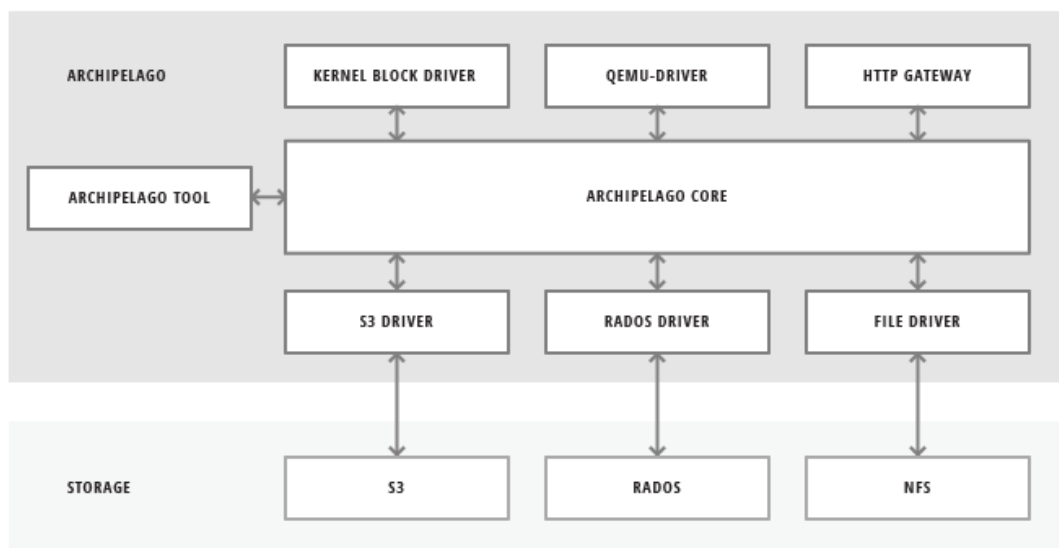 ARCHIPELAGO
KERNEL BLOCK DRIVER
QEMU-DRIVER
HTTP GATEWAY
ARCHIPELAGO TOOL
ARCHIPELAGO CORE
S3 DRIVER
RADOS DRIVER
FILE DRIVER
STORAGE
S3
RADOS
NFS